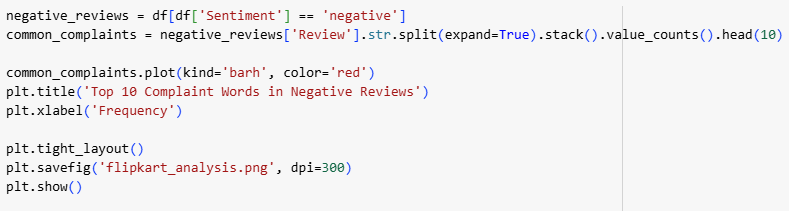 negative_reviews = df[df['Sentiment'] == 'negative']
common_complaints = negative_reviews['Review'].str.split(expand=True).stack().value_counts().head(10)
common_complaints.plot(kind='barh', color='red')
plt.title('Top 10 Complaint Words in Negative Reviews')
plt.xlabel('Frequency')
plt.tight_layout()
plt.savefig('flipkart_analysis.png', dpi=300)
plt.show()